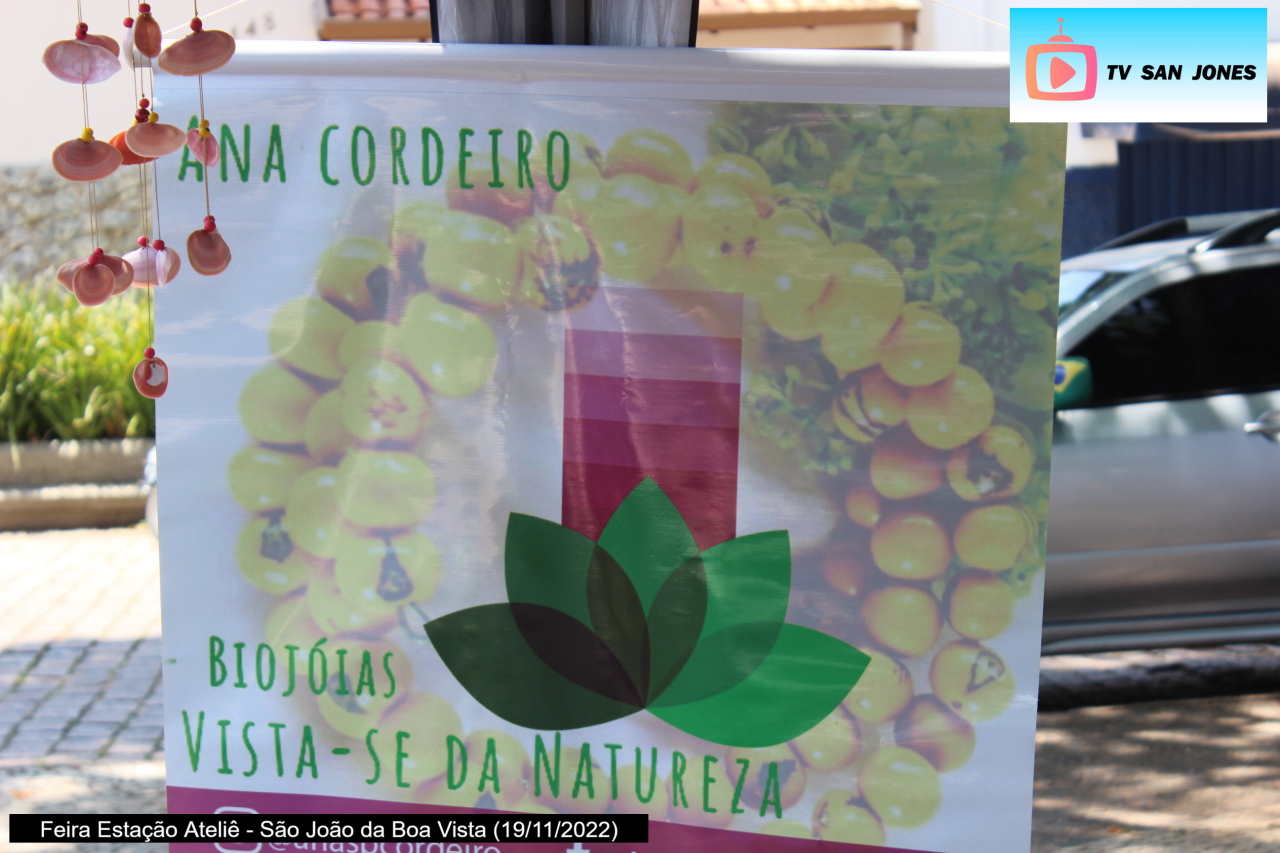 TV SAN JONES
ANA CORDEIRO
BIOJÓIAS
VISTA-SE DA NATUREZA
Feira Estação Ateliê - São João da Boa Vista (19/11/2022)